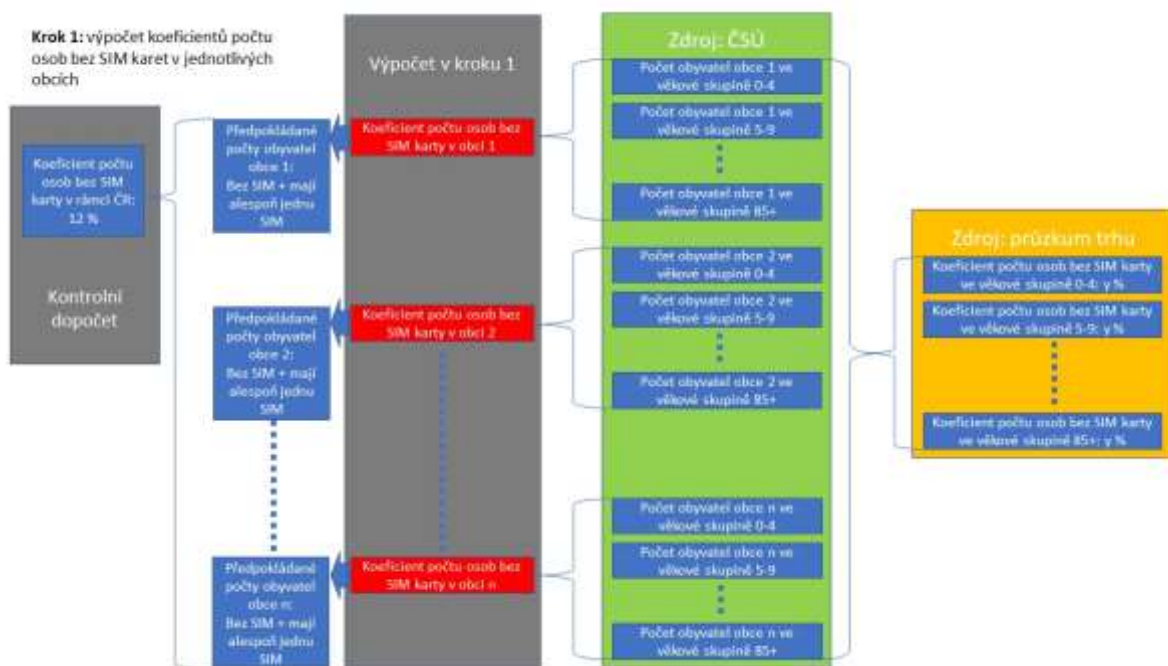 Krok 1: výpočet koeficientů počtu
osob bez SIM karet v jednotlivých
obcích
Koeficient počtu
osob bez SIM
karty v rámci ČR:
12 %
Kontrolní
dopočet
Předpokládané
počty obyvatel
obce 1:
Bez SIM + mají
alespoň jednu
SIM
Předpokládané
počty obyvatel
obce 2:
Bez SIM + mají
alespoň jednu
SIM
Předpokládané
počty obyvatel
obce n:
Bez SIM + mají
alespoň jednu
SIM
Výpočet v kroku 1
Koeficient počtu osob bez
SIM karty v obci 1
Koeficient počtu osob bez
SIM karty v obci 2
Koeficient počtu osob bez
SIM karty v obci n
Zdroj: ČSÚ
Počet obyvatel obce 1 ve
věkové skupině 0-4
Počet obyvatel obce 1 ve
věkové skupině 5-9
Počet obyvatel obce 1 ve
věkové skupině 85+
Počet obyvatel obce 2 ve
věkové skupině 0-4
Počet obyvatel obce 2 ve
věkové skupině 5-9
Počet obyvatel obce 2 ve
věkové skupině 85+
Počet obyvatel obce n ve
věkové skupině 0-4
Počet obyvatel obce n ve
věkové skupině 5-9
Počet obyvatel obce n ve
věkové skupině 85+
Zdroj: průzkum trhu
Koeficient počtu osob bez SIM karty
ve věkové skupině 0-4: y %
Koeficient počtu osob bez SIM karty
ve věkové skupině 5-9: y %
Koeficient počtu osob bez SIM karty
ve věkové skupině 85+: y %